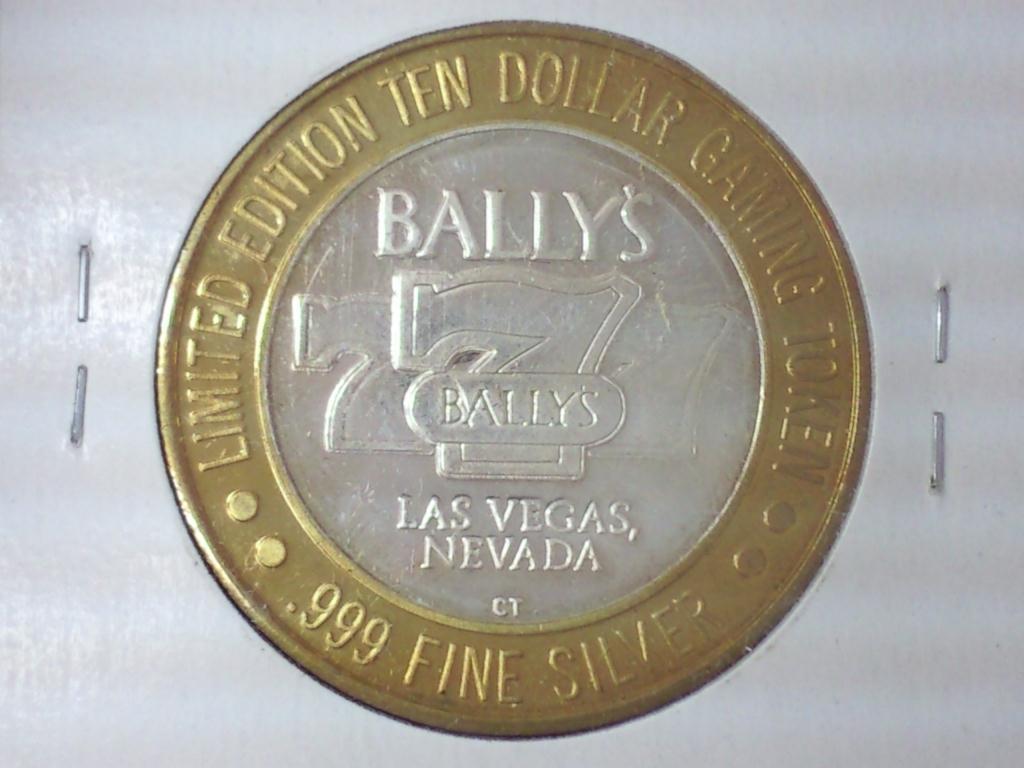 LIMITED EDITION TEN DOLLAR GAMING TOKEN
BALLY'S
BALLY'S
LAS VEGAS,
NEVADA
CT
.999 FINE SILVER